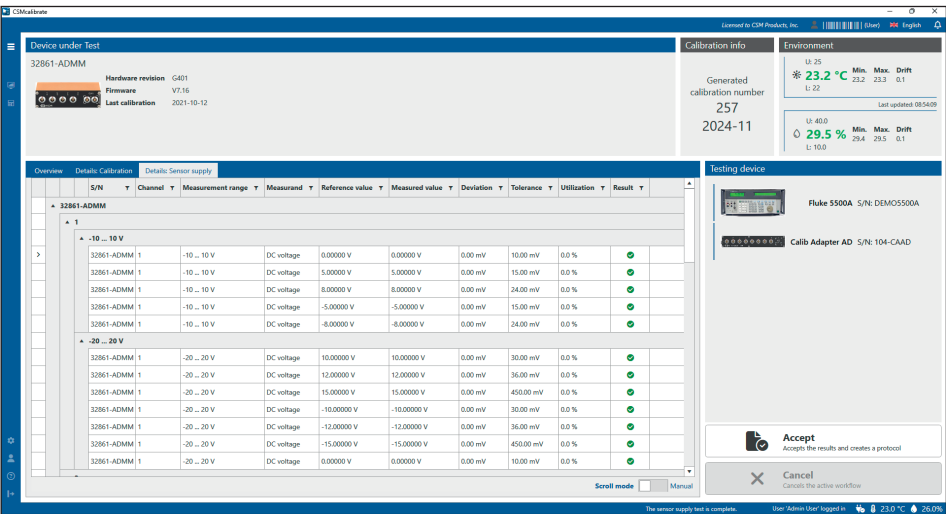 CSMcalibrate
Licensed to CSM Products, Inc. (User) English
Device under Test
32861-ADMM
Hardware revision G401
Firmware V7.16
Last calibration 2021-10-12
Calibration info
Generated
calibration number
257
2024-11
Environment
U: 25
23.2 °C Min. Max. Drift
23.2 23.3 0.1
L: 22
Last updated: 08:54:09
U: 40.0
29.5 % Min. Max. Drift
29.4 29.5 0.1
L: 10.0
Overview Details: Calibration Details: Sensor supply
S/N Channel Measurement range Measurand Reference value Measured value Deviation Tolerance Utilization Result
32861-ADMM
1
-10 ... 10 V
32861-ADMM 1 -10 ... 10 V DC voltage 0.00000 V 0.00000 V 0.00 mV 10.00 mV 0.0 %
32861-ADMM 1 -10 ... 10 V DC voltage 5.00000 V 5.00000 V 0.00 mV 15.00 mV 0.0 %
32861-ADMM 1 -10 ... 10 V DC voltage 8.00000 V 8.00000 V 0.00 mV 24.00 mV 0.0 %
32861-ADMM 1 -10 ... 10 V DC voltage -5.00000 V -5.00000 V 0.00 mV 15.00 mV 0.0 %
32861-ADMM 1 -10 ... 10 V DC voltage -8.00000 V -8.00000 V 0.00 mV 24.00 mV 0.0 %
-20 ... 20 V
32861-ADMM 1 -20 ... 20 V DC voltage 10.00000 V 10.00000 V 0.00 mV 30.00 mV 0.0 %
32861-ADMM 1 -20 ... 20 V DC voltage 12.00000 V 12.00000 V 0.00 mV 36.00 mV 0.0 %
32861-ADMM 1 -20 ... 20 V DC voltage 15.00000 V 15.00000 V 0.00 mV 450.00 mV 0.0 %
32861-ADMM 1 -20 ... 20 V DC voltage -10.00000 V -10.00000 V 0.00 mV 30.00 mV 0.0 %
32861-ADMM 1 -20 ... 20 V DC voltage -12.00000 V -12.00000 V 0.00 mV 36.00 mV 0.0 %
32861-ADMM 1 -20 ... 20 V DC voltage -15.00000 V -15.00000 V 0.00 mV 450.00 mV 0.0 %
32861-ADMM 1 -20 ... 20 V DC voltage 0.00000 V 0.00000 V 0.00 mV 10.00 mV 0.0 %
Scroll mode Manual
Testing device
Fluke 5500A S/N: DEMO5500A
Calib Adapter AD S/N: 104-CAAD
Accept
Accepts the results and creates a protocol
Cancel
Cancels the active workflow
The sensor supply test is complete. User 'Admin User' logged in 23.0 °C 26.0%